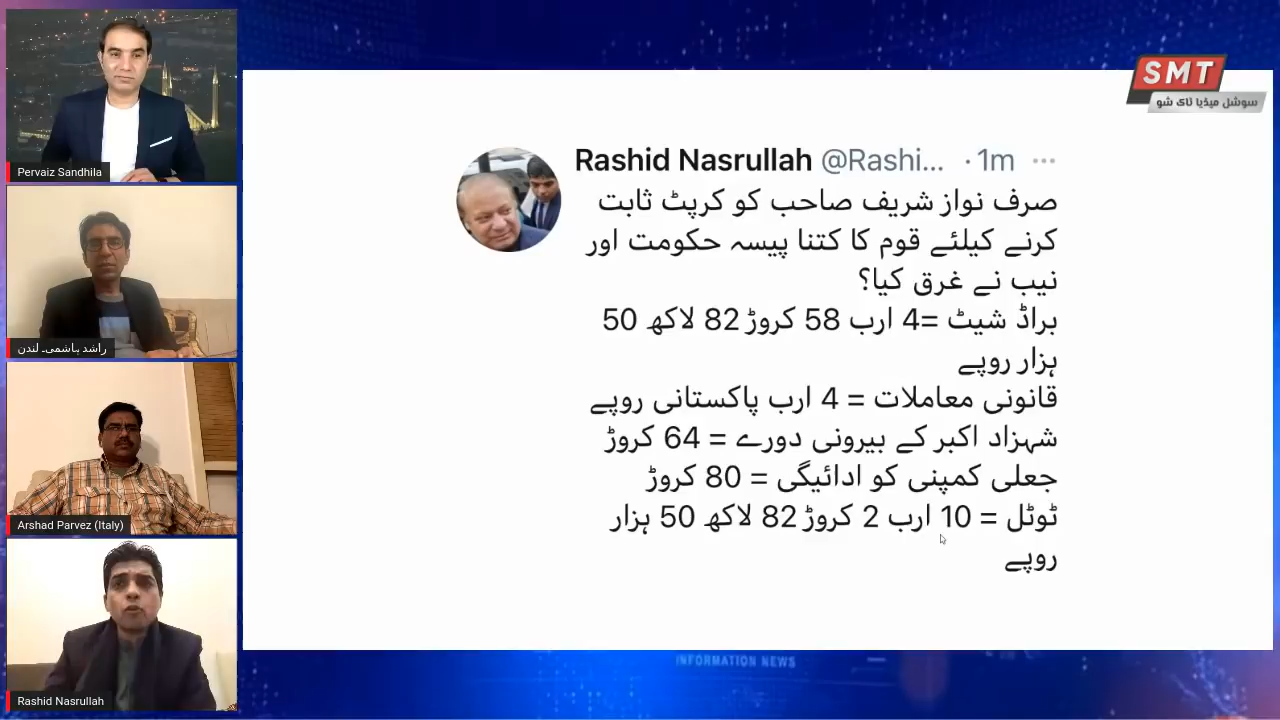 SMT
سوشل میڈیا ٹاک شو
Rashid Nasrullah @Rashi... · 1m ...
صرف نواز شریف صاحب کو کرپٹ ثابت
کرنے کیلئے قوم کا کتنا پیسہ حکومت اور
نیب نے غرق کیا؟
براڈ شیٹ =4 ارب 58 کروڑ 82 لاکھ 50
ہزار روپے
قانونی معاملات = 4 ارب پاکستانی روپے
شہزاد اکبر کے بیرونی دورے = 64 کروڑ
جعلی کمپنی کو ادائیگی = 80 کروڑ
ٹوٹل = 10 ارب 2 کروڑ 82 لاکھ 50 ہزار
روپے
Pervaiz Sandhila
راشد ہاشمی۔ لندن
Arshad Parvez (Italy)
Rashid Nasrullah
INFORMATION NEWS